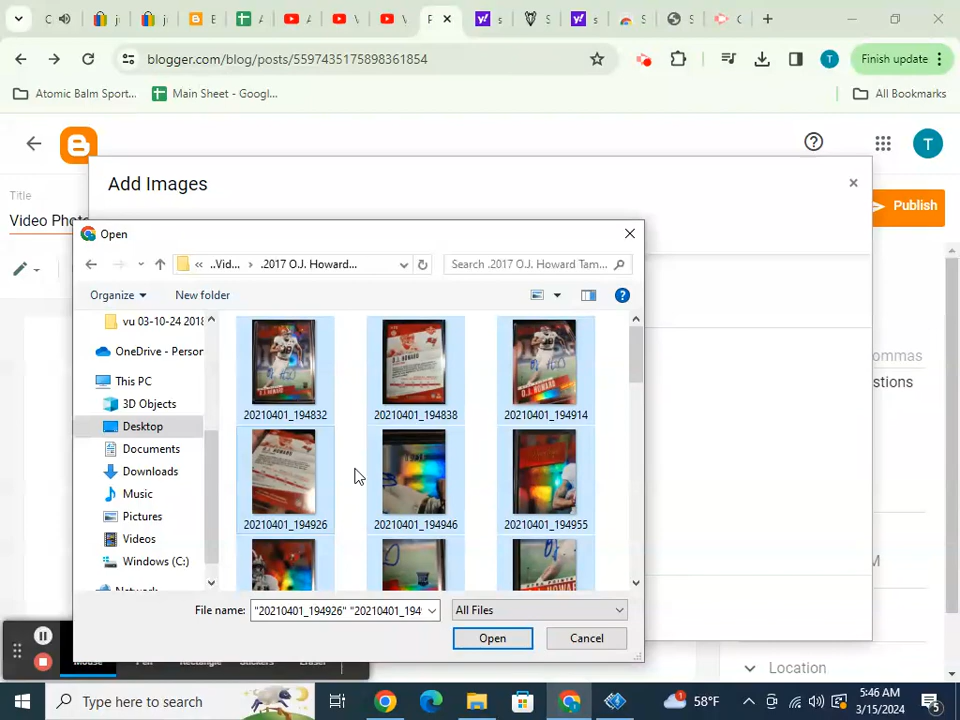 blogger.com/blog/posts/5597435175898361854
T
Finish update
Atomic Balm Sport...
Main Sheet - Googl...
All Bookmarks
T
Add Images
Title
Video Phot
Publish
Open
..Vid...
.2017 O.J. Howard...
Search .2017 O.J. Howard Tam...
Organize
New folder
vu 03-10-24 2018
OneDrive - Person
This PC
3D Objects
Desktop
Documents
Downloads
Music
Pictures
Videos
Windows (C:)
Network
20210401_194832
20210401_194838
20210401_194914
20210401_194926
20210401_194946
20210401_194955
ommas
estions
File name:
"20210401_194926" "20210401_194
All Files
Open
Cancel
Location
Type here to search
58°F
5:46 AM
3/15/2024